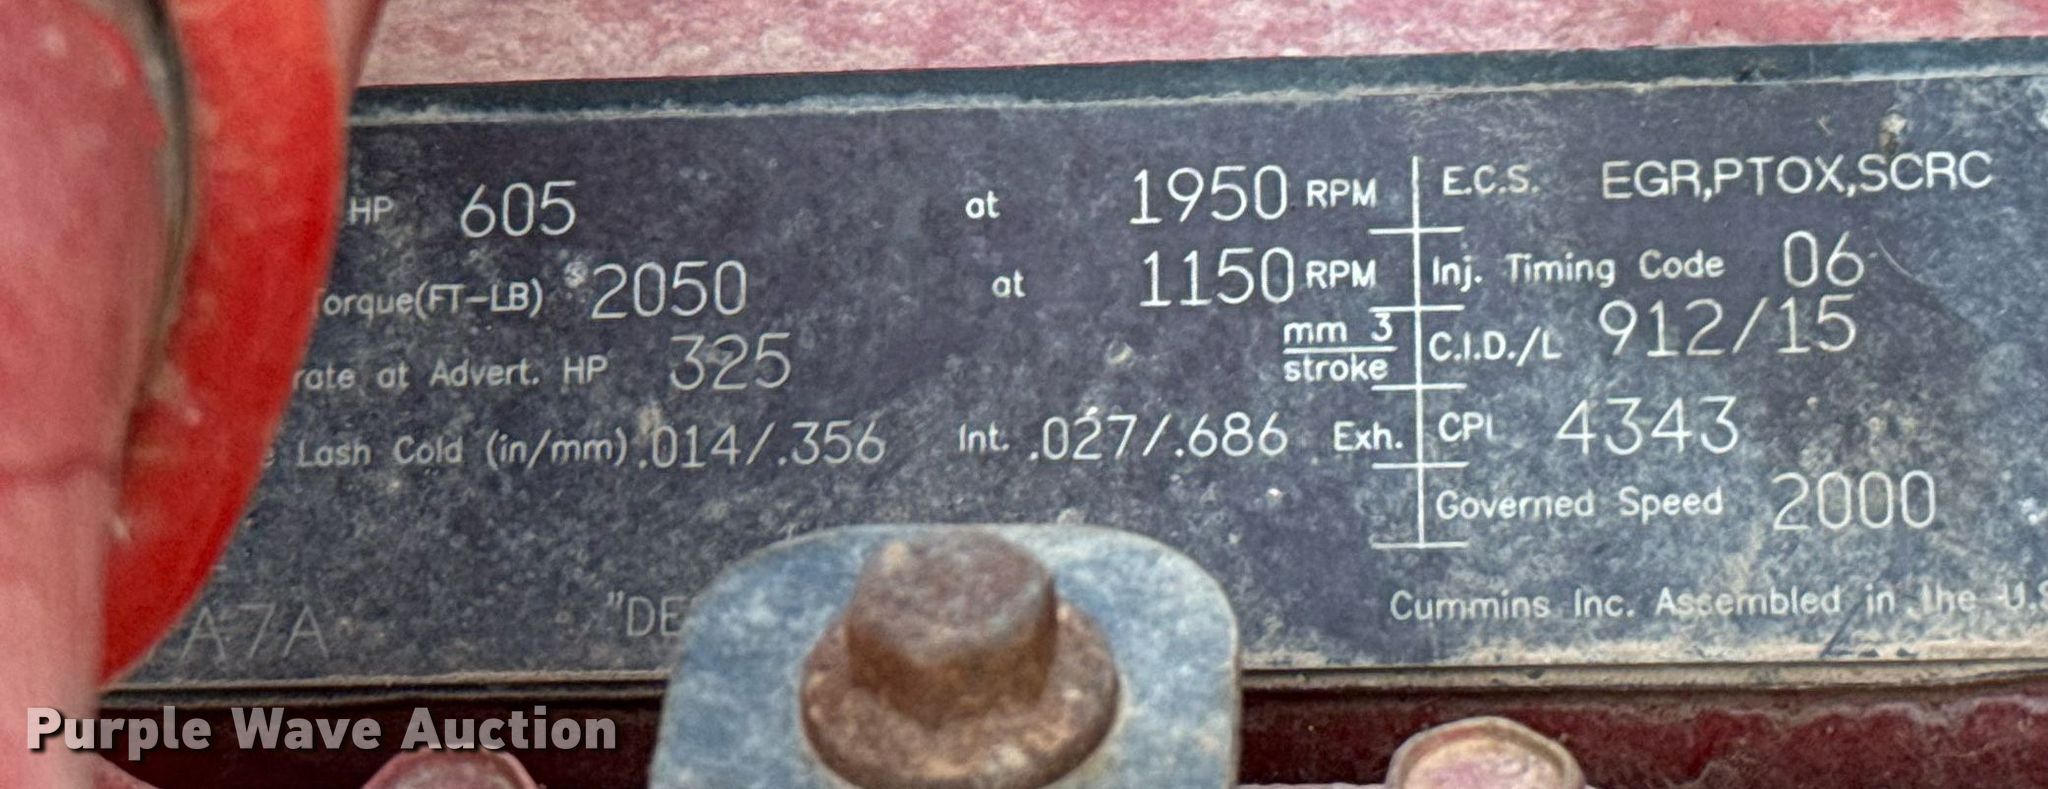 HP 605 at 1950 RPM E.C.S. EGR,PTOX,SCRC
Torque(FT-LB) 2050 at 1150 RPM Inj. Timing Code 06
rate at Advert. HP 325 mm 3 / stroke C.I.D./L 912/15
Lash Cold (in/mm) .014/.356 Int. .027/.686 Exh. CPL 4343
Governed Speed 2000
A7A "DE Cummins Inc. Assembled in the U.S
Purple Wave Auction